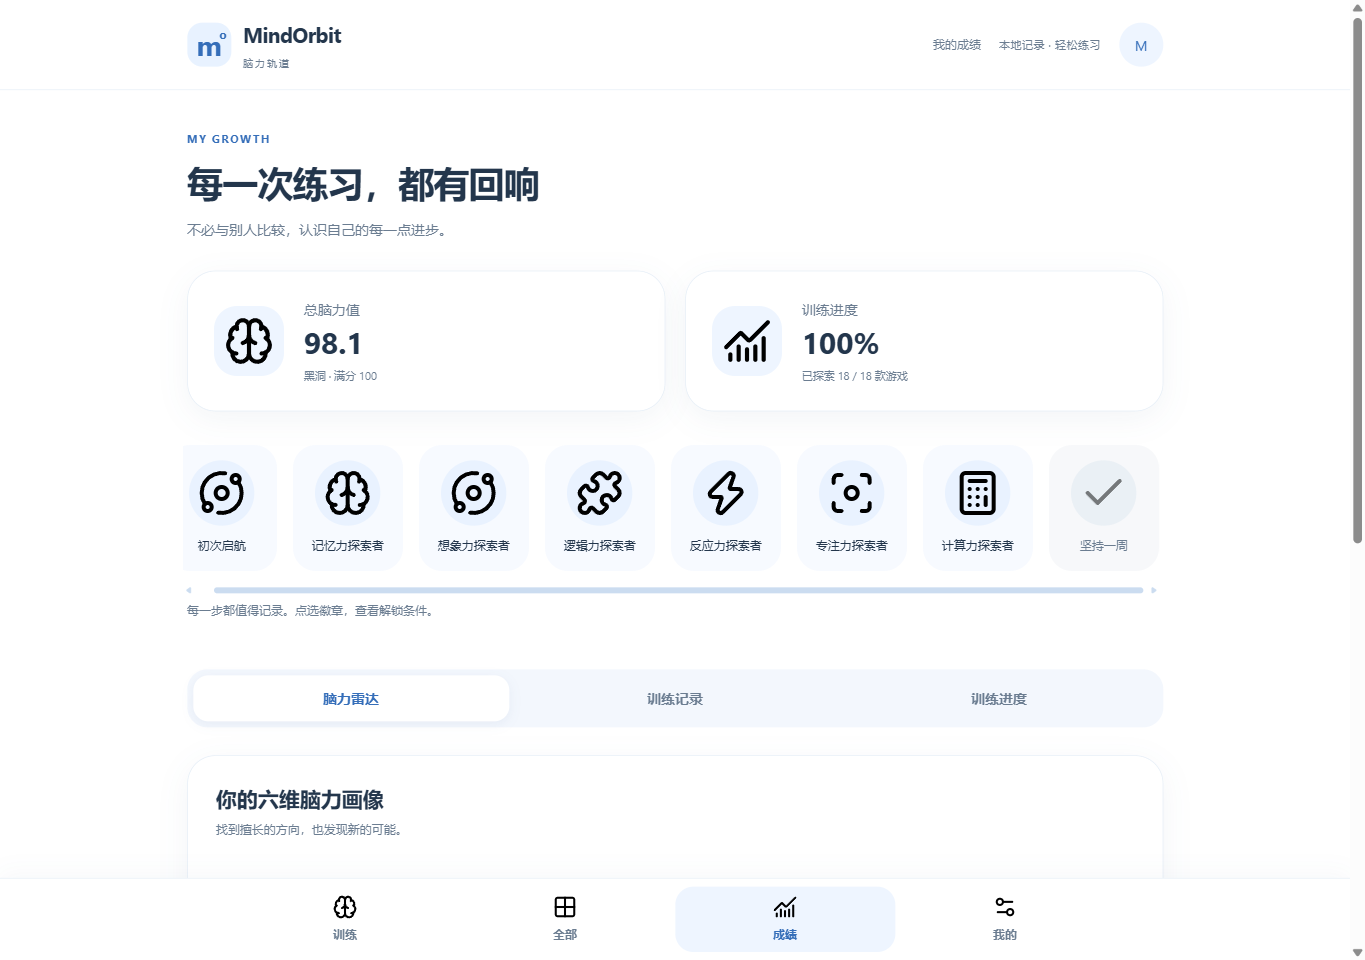 m°
MindOrbit
脑力轨道
我的成绩
本地记录 · 轻松练习
M
MY GROWTH
每一次练习，都有回响
不必与别人比较，认识自己的每一点进步。
总脑力值
98.1
黑洞 · 满分 100
训练进度
100%
已探索 18 / 18 款游戏
初次启航
记忆力探索者
想象力探索者
逻辑力探索者
反应力探索者
专注力探索者
计算力探索者
坚持一周
每一步都值得记录。点选徽章，查看解锁条件。
脑力雷达
训练记录
训练进度
你的六维脑力画像
找到擅长的方向，也发现新的可能。
训练
全部
成绩
我的